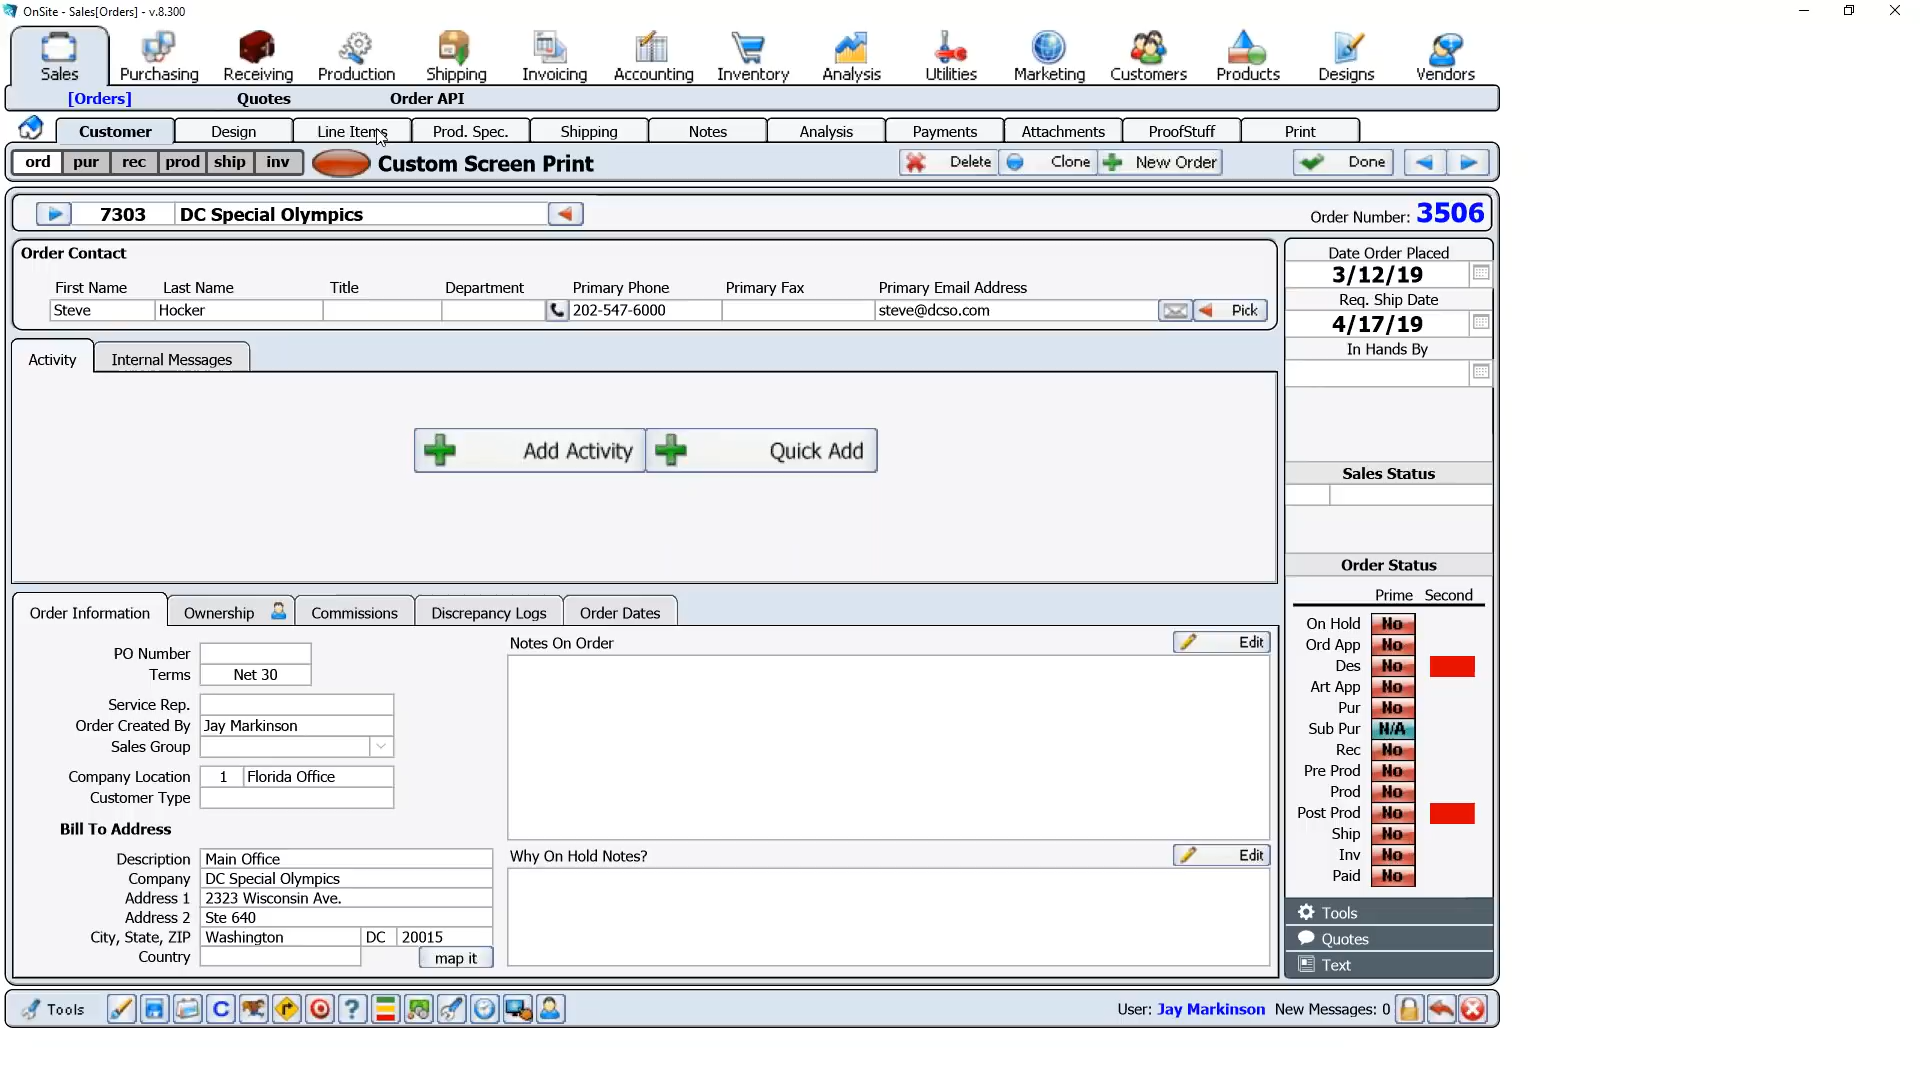 OnSite - Sales[Orders] - v.8.300
Sales Purchasing Receiving Production Shipping Invoicing Accounting Inventory Analysis Utilities Marketing Customers Products Designs Vendors
[Orders] Quotes Order API
Customer Design Line Items Prod. Spec. Shipping Notes Analysis Payments Attachments ProofStuff Print
ord pur rec prod ship inv Custom Screen Print Delete Clone New Order Done
7303 DC Special Olympics Order Number: 3506
Order Contact
First Name Last Name Title Department Primary Phone Primary Fax Primary Email Address
Steve Hocker 202-547-6000 steve@dcso.com Pick
Date Order Placed
3/12/19
Req. Ship Date
4/17/19
In Hands By
Activity Internal Messages
Add Activity Quick Add
Sales Status
Order Information Ownership Commissions Discrepancy Logs Order Dates
PO Number
Terms Net 30
Service Rep.
Order Created By Jay Markinson
Sales Group
Company Location 1 Florida Office
Customer Type
Bill To Address
Description Main Office
Company DC Special Olympics
Address 1 2323 Wisconsin Ave.
Address 2 Ste 640
City, State, ZIP Washington DC 20015
Country map it
Notes On Order Edit
Why On Hold Notes? Edit
Order Status
Prime Second
On Hold No
Ord App No
Des No
Art App No
Pur No
Sub Pur N/A
Rec No
Pre Prod No
Prod No
Post Prod No
Ship No
Inv No
Paid No
Tools
Quotes
Text
Tools C ? User: Jay Markinson New Messages: 0